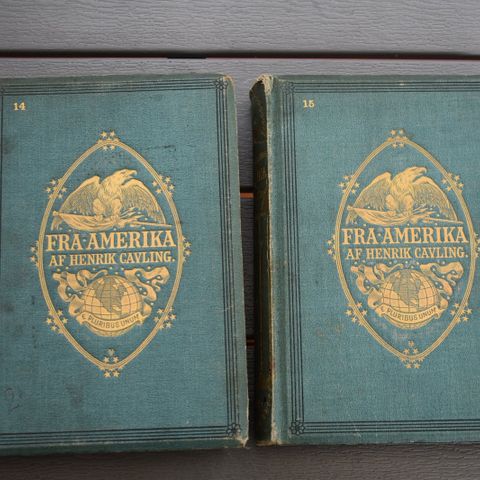 14
FRA AMERIKA
AF HENRIK CAVLING.
E PLURIBUS UNUM
15
FRA AMERIKA
AF HENRIK CAVLING.
E PLURIBUS UNUM